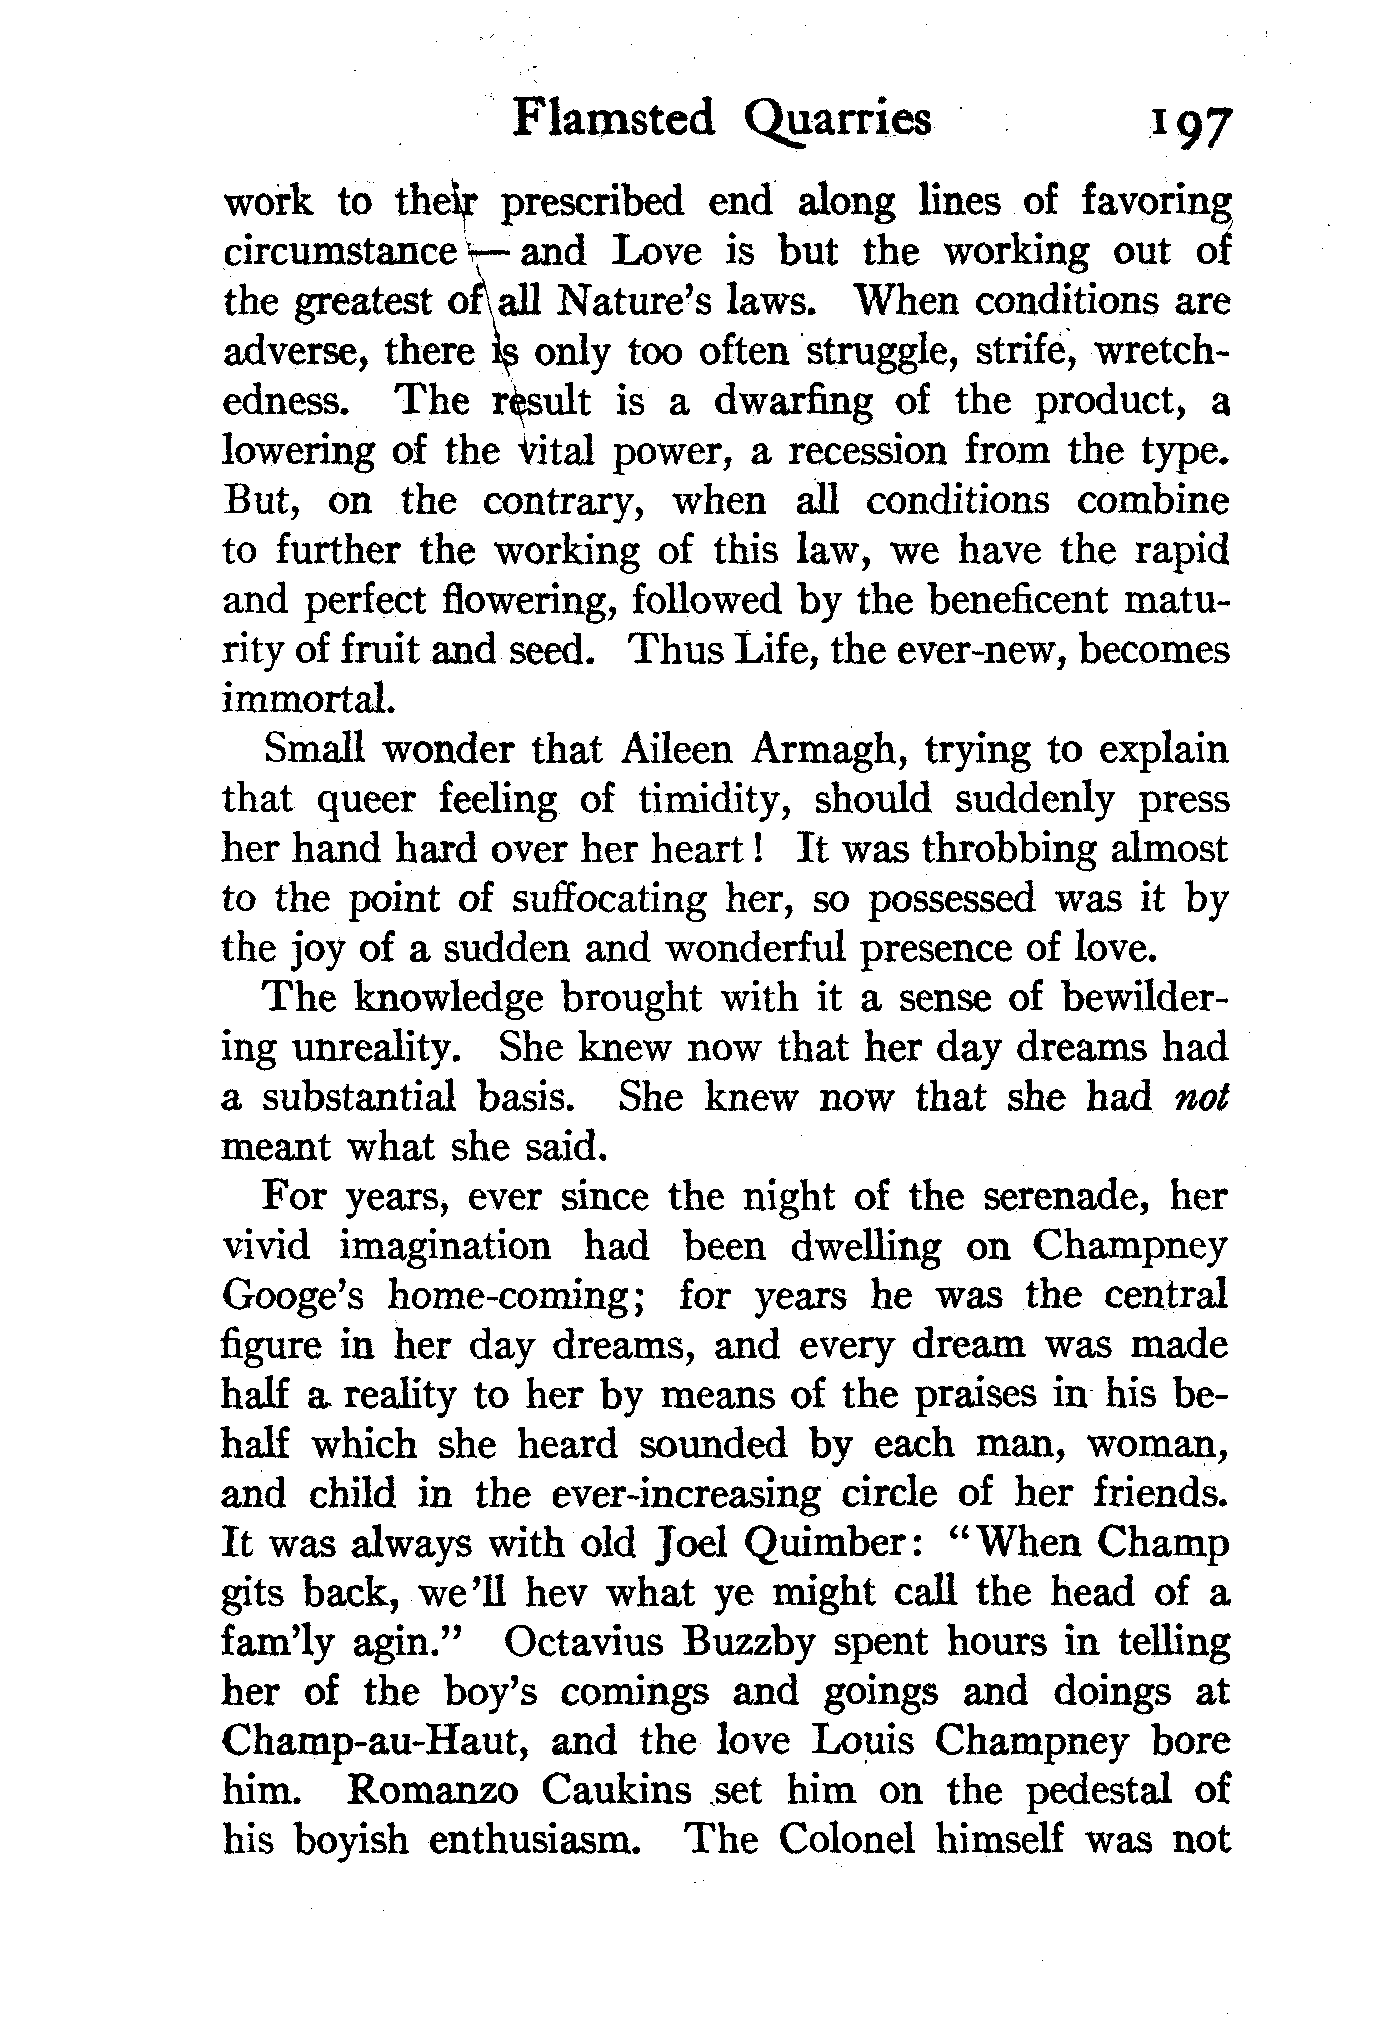 Flamsted Quarries 197
work to their prescribed end along lines of favoring
circumstance — and Love is but the working out of
the greatest of all Nature's laws. When conditions are
adverse, there is only too often struggle, strife, wretch-
edness. The result is a dwarfing of the product, a
lowering of the vital power, a recession from the type.
But, on the contrary, when all conditions combine
to further the working of this law, we have the rapid
and perfect flowering, followed by the beneficent matu-
rity of fruit and seed. Thus Life, the ever-new, becomes
immortal.
Small wonder that Aileen Armagh, trying to explain
that queer feeling of timidity, should suddenly press
her hand hard over her heart! It was throbbing almost
to the point of suffocating her, so possessed was it by
the joy of a sudden and wonderful presence of love.
The knowledge brought with it a sense of bewilder-
ing unreality. She knew now that her day dreams had
a substantial basis. She knew now that she had not
meant what she said.
For years, ever since the night of the serenade, her
vivid imagination had been dwelling on Champney
Googe's home-coming; for years he was the central
figure in her day dreams, and every dream was made
half a reality to her by means of the praises in his be-
half which she heard sounded by each man, woman,
and child in the ever-increasing circle of her friends.
It was always with old Joel Quimber: "When Champ
gits back, we'll hev what ye might call the head of a
fam'ly agin." Octavius Buzzby spent hours in telling
her of the boy's comings and goings and doings at
Champ-au-Haut, and the love Louis Champney bore
him. Romanzo Caukins set him on the pedestal of
his boyish enthusiasm. The Colonel himself was not